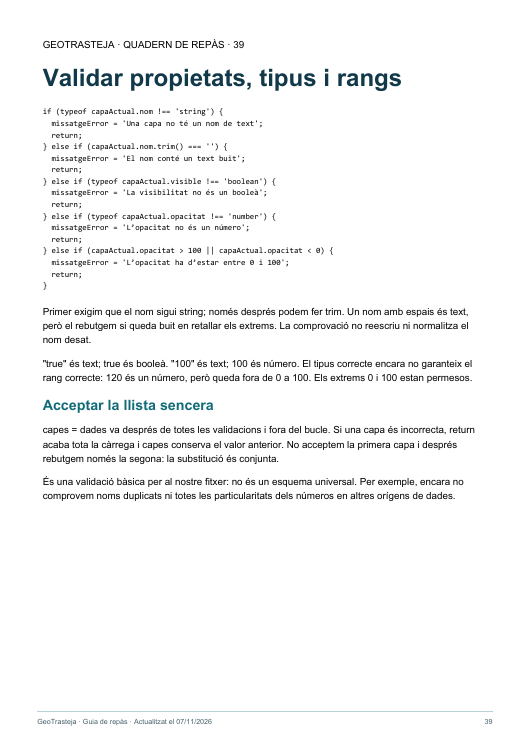 GEOTRASTEJA · QUADERN DE REPÀS · 39
Validar propietats, tipus i rangs
if (typeof capaActual.nom !== 'string') {
  missatgeError = 'Una capa no té un nom de text';
  return;
} else if (capaActual.nom.trim() === '') {
  missatgeError = 'El nom conté un text buit';
  return;
} else if (typeof capaActual.visible !== 'boolean') {
  missatgeError = 'La visibilitat no és un booleà';
  return;
} else if (typeof capaActual.opacitat !== 'number') {
  missatgeError = 'L’opacitat no és un número';
  return;
} else if (capaActual.opacitat > 100 || capaActual.opacitat < 0) {
  missatgeError = 'L’opacitat ha d’estar entre 0 i 100';
  return;
}
Primer exigim que el nom sigui string; només després podem fer trim. Un nom amb espais és text,
però el rebutgem si queda buit en retallar els extrems. La comprovació no reescriu ni normalitza el
nom desat.
"true" és text; true és booleà. "100" és text; 100 és número. El tipus correcte encara no garanteix el
rang correcte: 120 és un número, però queda fora de 0 a 100. Els extrems 0 i 100 estan permesos.
Acceptar la llista sencera
capes = dades va després de totes les validacions i fora del bucle. Si una capa és incorrecta, return
acaba tota la càrrega i capes conserva el valor anterior. No acceptem la primera capa i després
rebutgem només la segona: la substitució és conjunta.
És una validació bàsica per al nostre fitxer: no és un esquema universal. Per exemple, encara no
comprovem noms duplicats ni totes les particularitats dels números en altres orígens de dades.
GeoTrasteja · Guia de repàs · Actualitzat el 07/11/2026
39